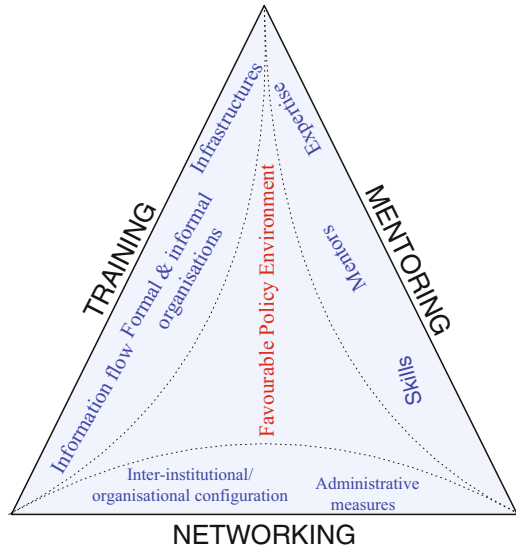 TRAINING
MENTORING
NETWORKING
Infrastructures
Formal & informal
organisations
Information flow
Expertise
Mentors
Skills
Favourable Policy Environment
Inter-institutional/
organisational configuration
Administrative
measures